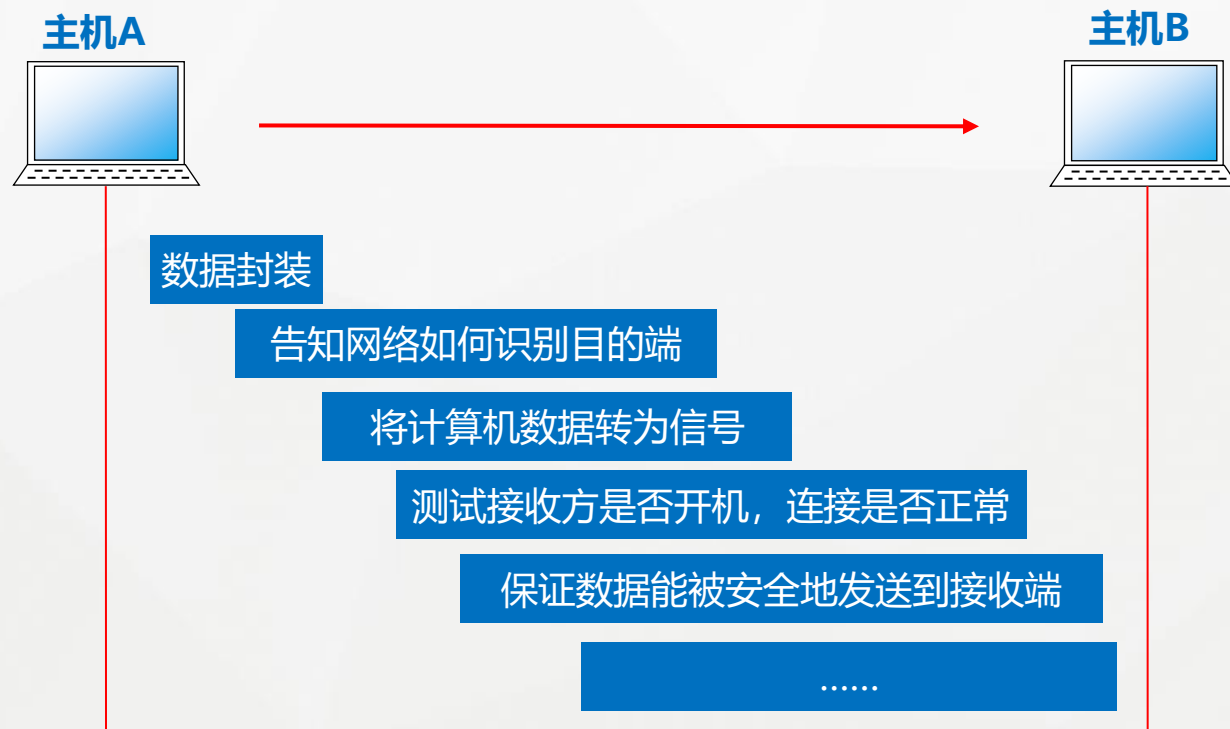 主机A
主机B
数据封装
告知网络如何识别目的端
将计算机数据转为信号
测试接收方是否开机，连接是否正常
保证数据能被安全地发送到接收端
……